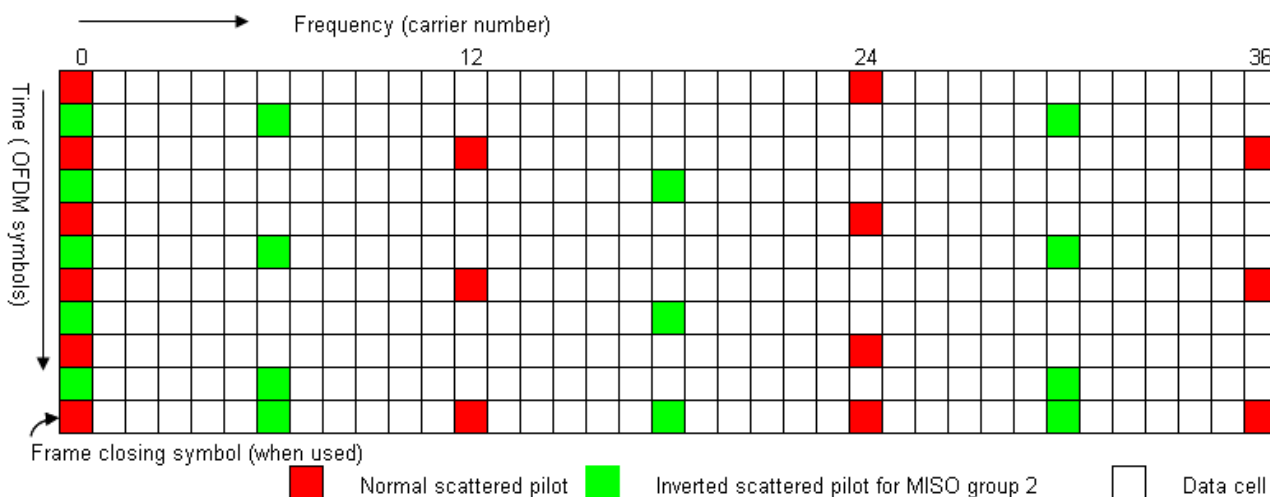 Frequency (carrier number)
0 12 24 36
Time ( OFDM symbols)
Frame closing symbol (when used)
Normal scattered pilot Inverted scattered pilot for MISO group 2 Data cell